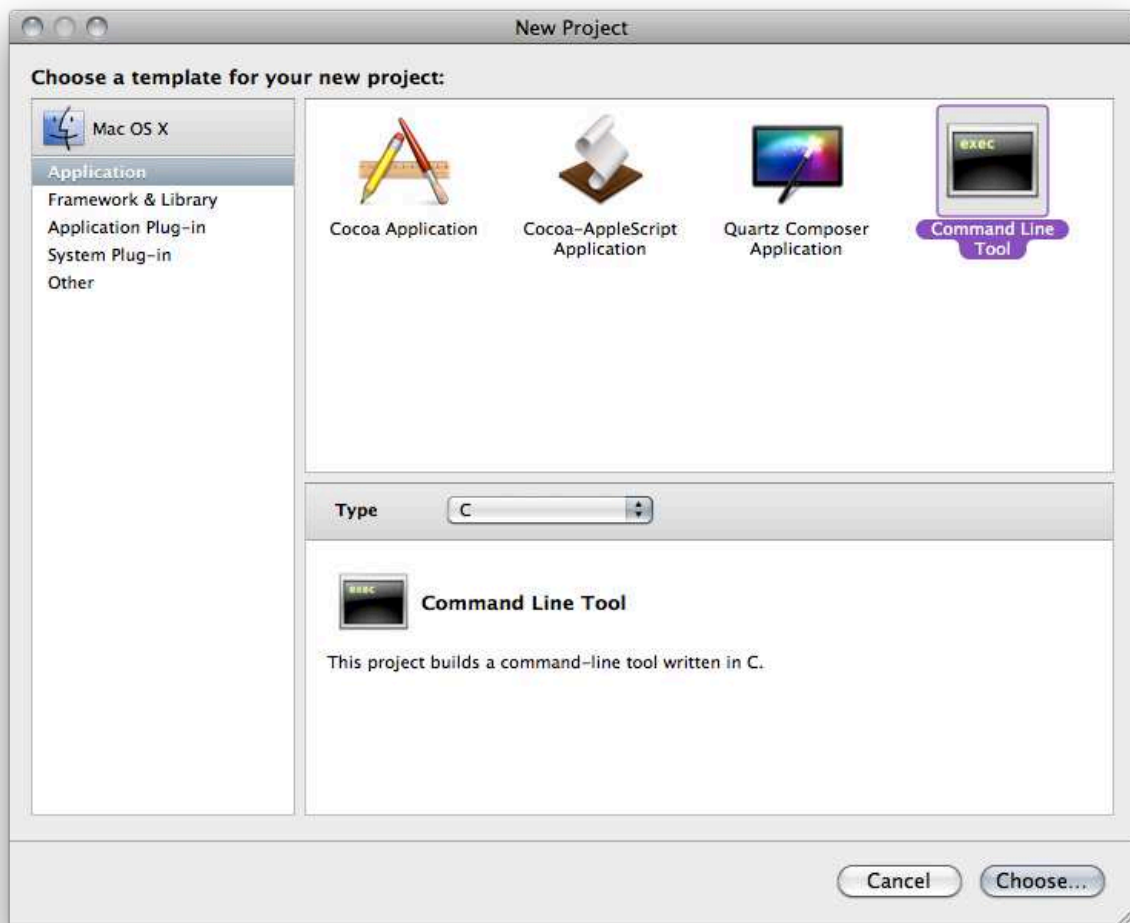 New Project
Choose a template for your new project:
Mac OS X
Application
Framework & Library
Application Plug-in
System Plug-in
Other
exec
Cocoa Application
Cocoa-AppleScript
Application
Quartz Composer
Application
Command Line
Tool
Type
C
exec
Command Line Tool
This project builds a command-line tool written in C.
Cancel
Choose...